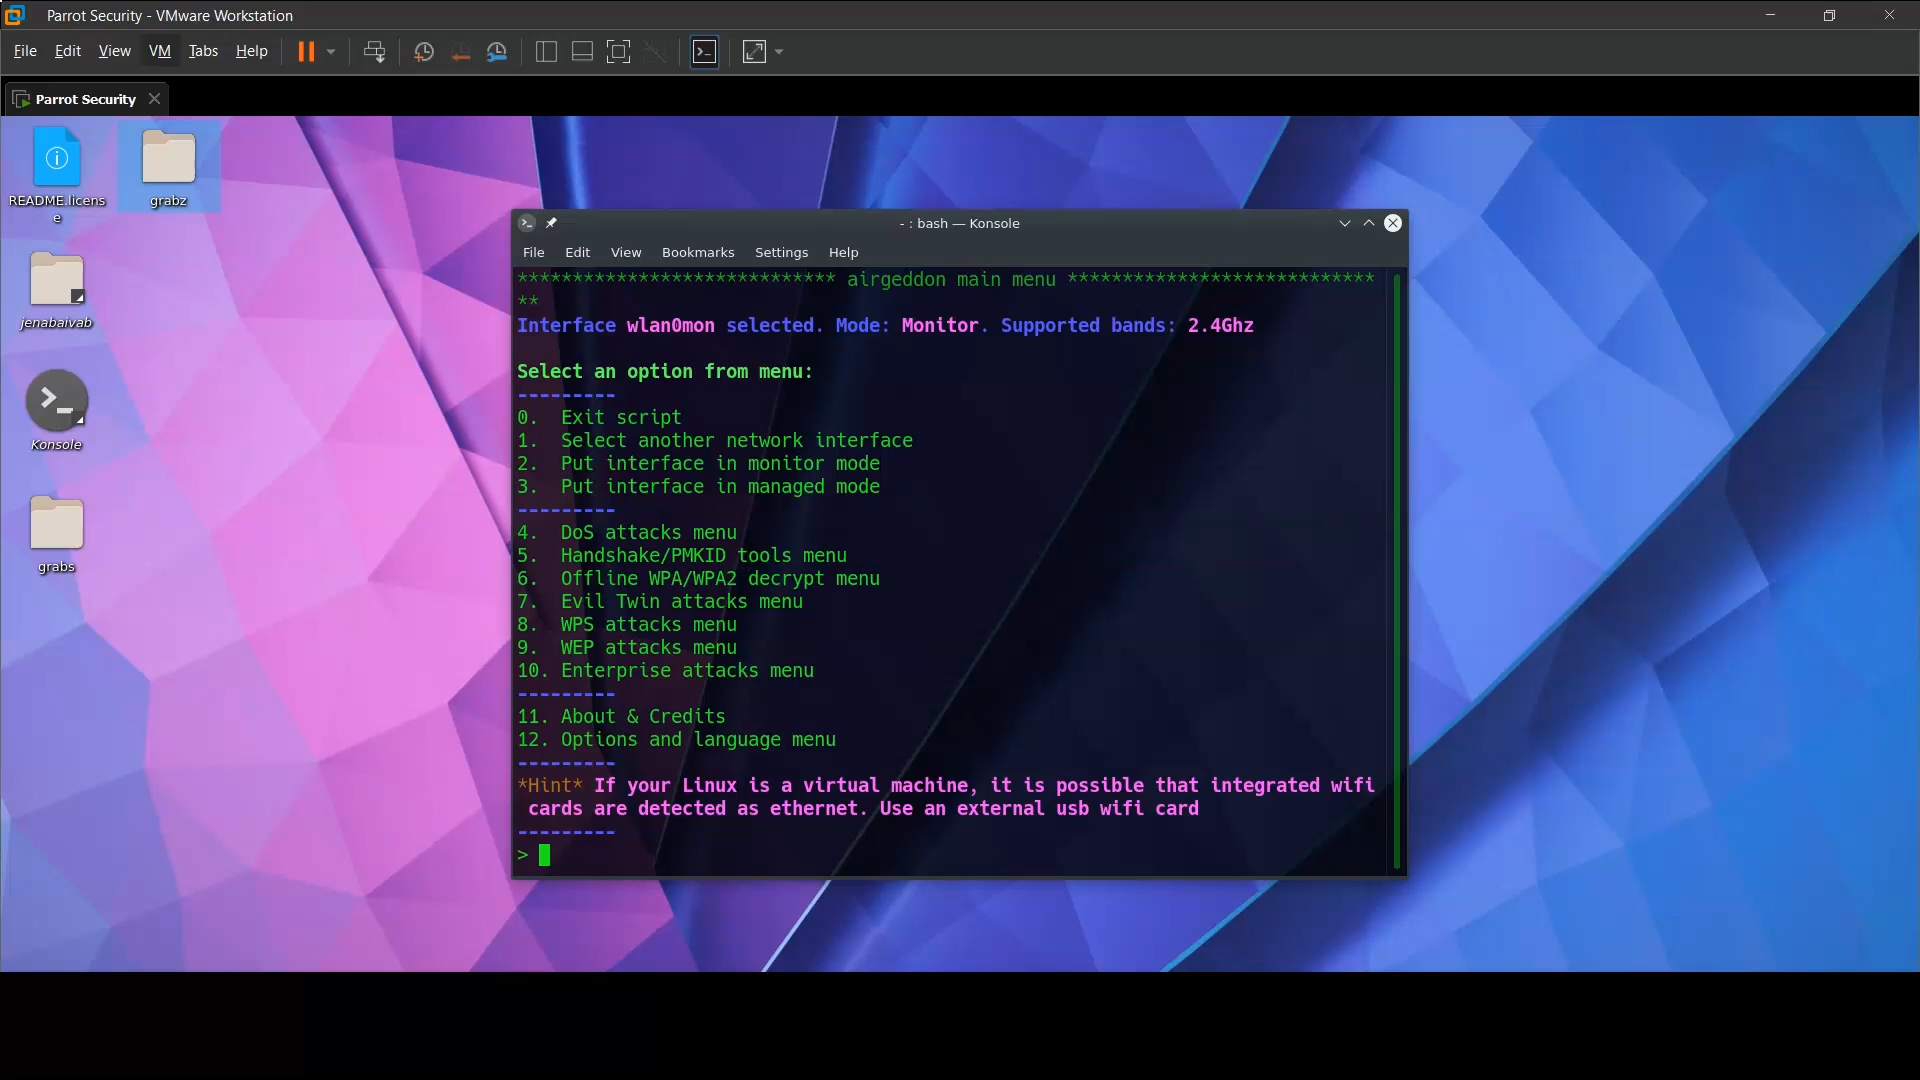 Parrot Security - VMware Workstation
File Edit View VM Tabs Help
Parrot Security
README.licens
e
grabz
jenabaivab
Konsole
grabs
- : bash — Konsole
File Edit View Bookmarks Settings Help
***************************** airgeddon main menu ****************************
**
Interface wlan0mon selected. Mode: Monitor. Supported bands: 2.4Ghz
Select an option from menu:
---------
0. Exit script
1. Select another network interface
2. Put interface in monitor mode
3. Put interface in managed mode
---------
4. DoS attacks menu
5. Handshake/PMKID tools menu
6. Offline WPA/WPA2 decrypt menu
7. Evil Twin attacks menu
8. WPS attacks menu
9. WEP attacks menu
10. Enterprise attacks menu
---------
11. About & Credits
12. Options and language menu
---------
*Hint* If your Linux is a virtual machine, it is possible that integrated wifi
cards are detected as ethernet. Use an external usb wifi card
---------
>